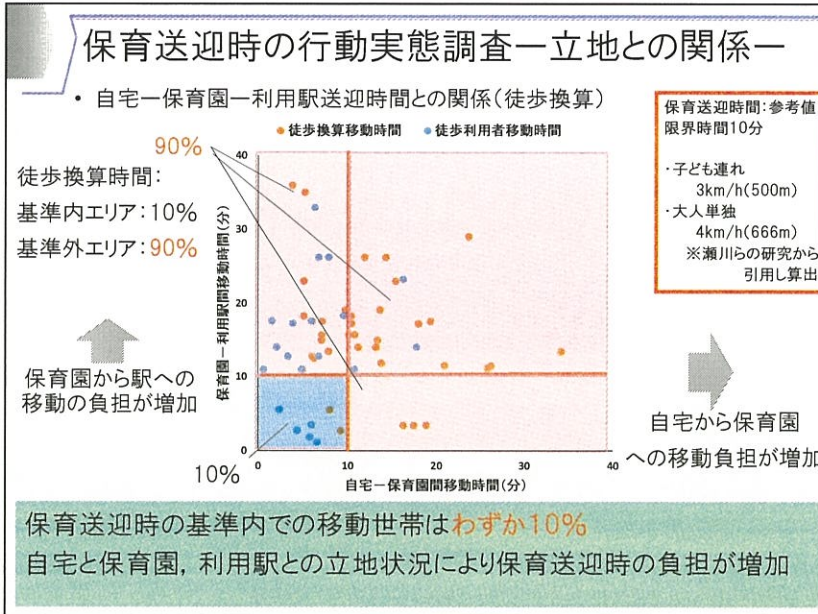 保育送迎時の行動実態調査ー立地との関係ー
• 自宅ー保育園ー利用駅送迎時間との関係(徒歩換算)
保育送迎時間:参考値
限界時間10分
・子ども連れ
3km/h(500m)
・大人単独
4km/h(666m)
※瀬川らの研究から
引用し算出
徒歩換算移動時間 徒歩利用者移動時間
90%
徒歩換算時間:
基準内エリア:10%
基準外エリア:90%
保育園から駅への
移動の負担が増加
保育園ー利用駅間移動時間(分)
40
30
20
10
0
0 10 20 30 40
自宅ー保育園間移動時間(分)
10%
自宅から保育園
への移動負担が増加
保育送迎時の基準内での移動世帯はわずか10%
自宅と保育園,利用駅との立地状況により保育送迎時の負担が増加